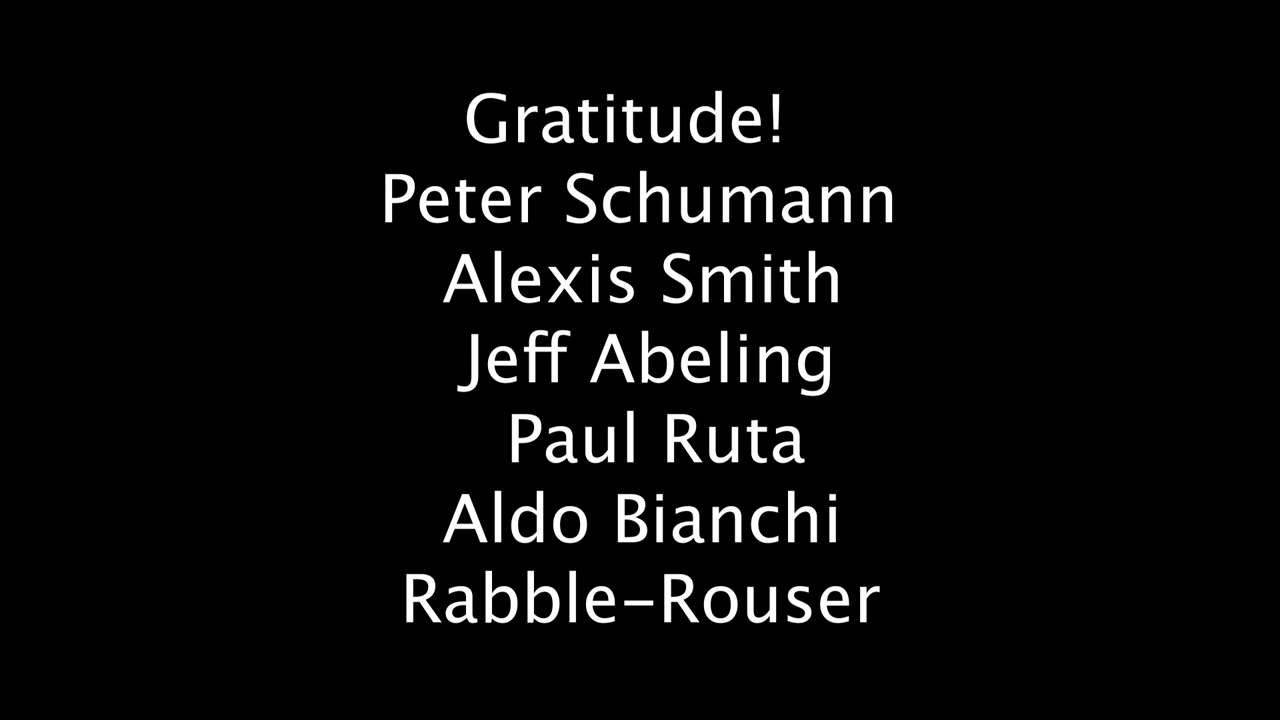 Gratitude!
Peter Schumann
Alexis Smith
Jeff Abeling
Paul Ruta
Aldo Bianchi
Rabble-Rouser